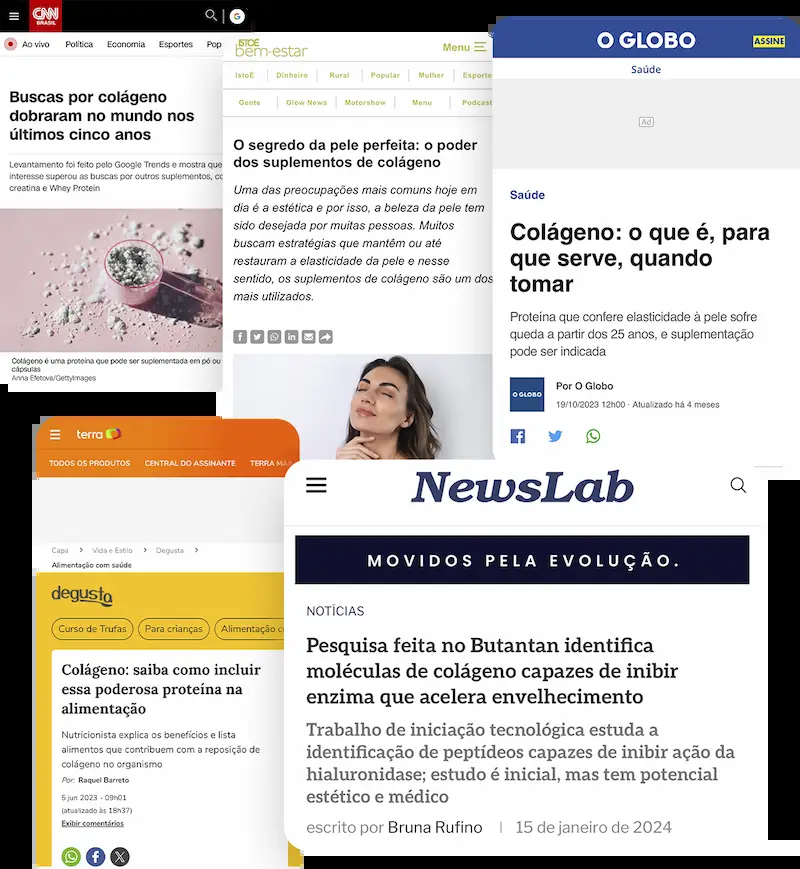 CNN
BRASIL
G
Ao vivo Política Economia Esportes Pop
Buscas por colágeno
dobraram no mundo nos
últimos cinco anos
Levantamento foi feito pelo Google Trends e mostra que
interesse superou as buscas por outros suplementos, co
creatina e Whey Protein
Colágeno é uma proteína que pode ser suplementada em pó ou
cápsulas
Anna Efetova/GettyImages
ISTOÉ
bem-estar
Menu
IstoÉ Dinheiro Rural Popular Mulher Esporte
Gente Glow News Motorshow Menu Podcast
O segredo da pele perfeita: o poder
dos suplementos de colágeno
Uma das preocupações mais comuns hoje em
dia é a estética e por isso, a beleza da pele tem
sido desejada por muitas pessoas. Muitos
buscam estratégias que mantêm ou até
restauram a elasticidade da pele e nesse
sentido, os suplementos de colágeno são um dos
mais utilizados.
O GLOBO
ASSINE
Saúde
Ad
Saúde
Colágeno: o que é, para
que serve, quando
tomar
Proteína que confere elasticidade à pele sofre
queda a partir dos 25 anos, e suplementação
pode ser indicada
O GLOBO
Por O Globo
19/10/2023 12h00 · Atualizado há 4 meses
terra
TODOS OS PRODUTOS CENTRAL DO ASSINANTE TERRA MA
Capa > Vida e Estilo > Degusta >
Alimentação com saúde
degusta
Curso de Trufas Para crianças Alimentação c
Colágeno: saiba como incluir
essa poderosa proteína na
alimentação
Nutricionista explica os benefícios e lista
alimentos que contribuem com a reposição de
colágeno no organismo
Por: Raquel Barreto
5 jun 2023 - 09h01
(atualizado às 18h37)
Exibir comentários
NewsLab
MOVIDOS PELA EVOLUÇÃO.
NOTÍCIAS
Pesquisa feita no Butantan identifica
moléculas de colágeno capazes de inibir
enzima que acelera envelhecimento
Trabalho de iniciação tecnológica estuda a
identificação de peptídeos capazes de inibir ação da
hialuronidase; estudo é inicial, mas tem potencial
estético e médico
escrito por Bruna Rufino | 15 de janeiro de 2024